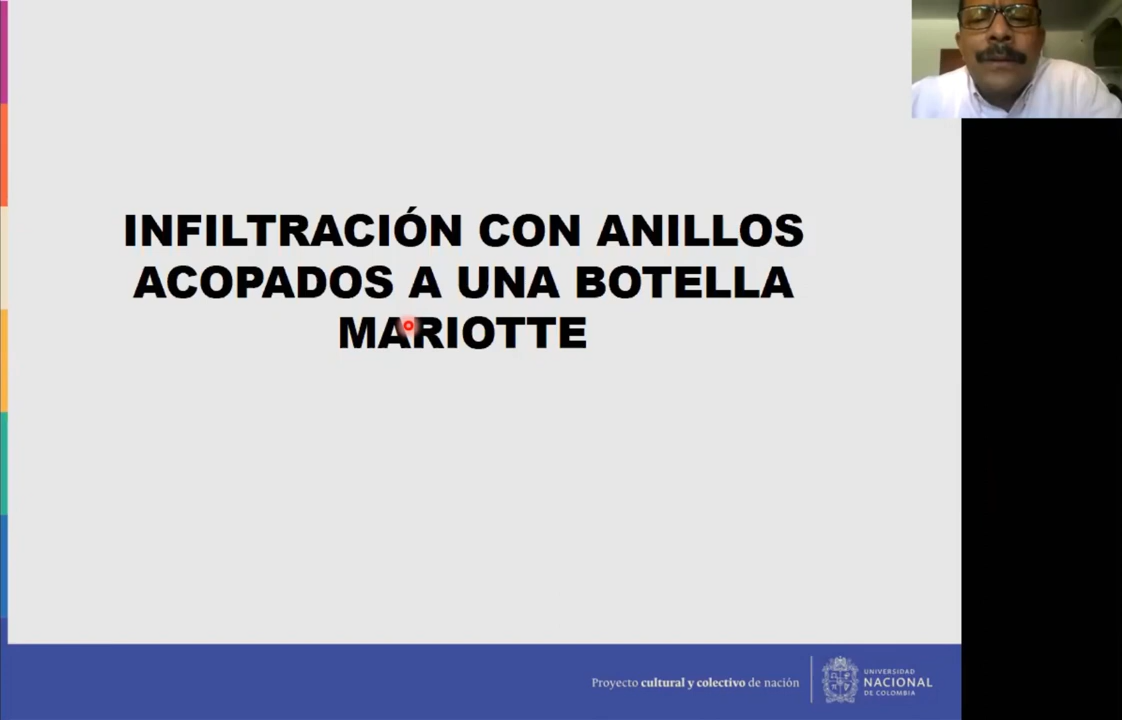 INFILTRACIÓN CON ANILLOS
ACOPADOS A UNA BOTELLA
MARIOTTE
Proyecto cultural y colectivo de nación
UNIVERSIDAD
NACIONAL
DE COLOMBIA